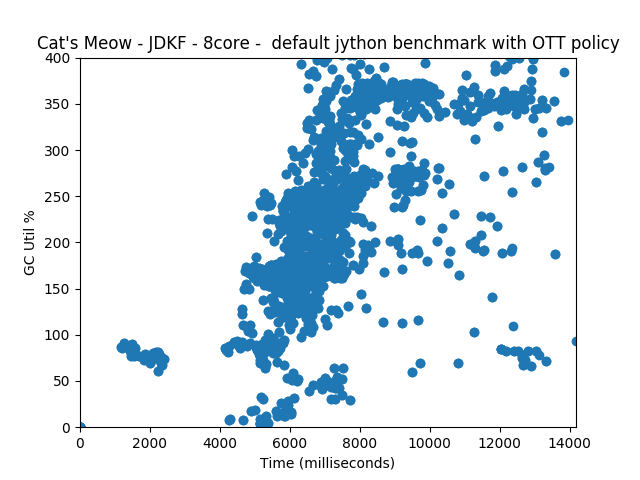 Cat's Meow - JDKF - 8core -  default jython benchmark with OTT policy
400
350
300
250
200
150
100
50
0
GC Util %
0 2000 4000 6000 8000 10000 12000 14000
Time (milliseconds)